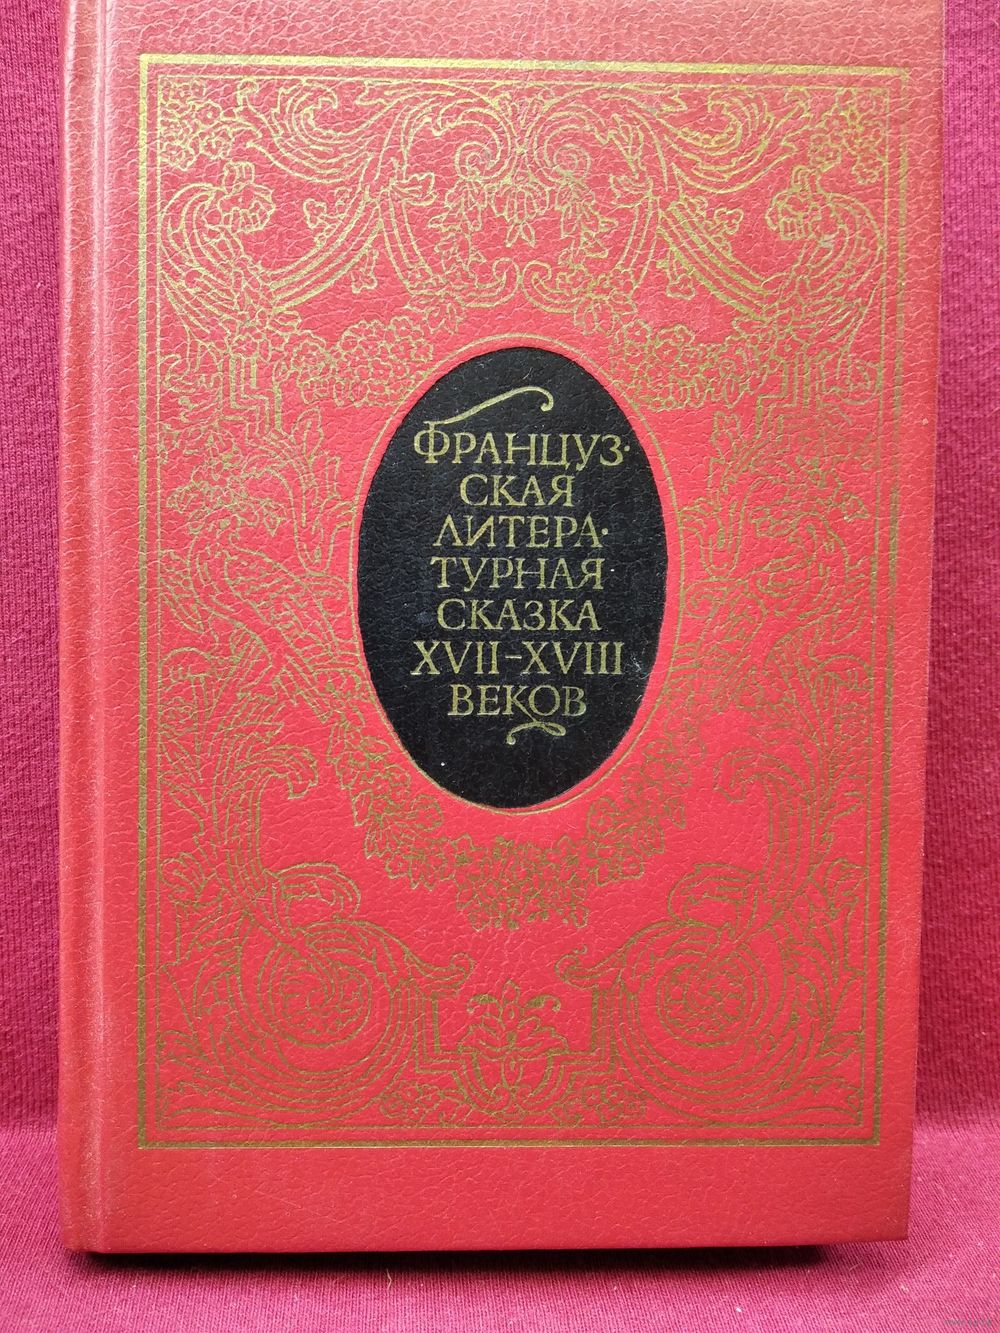 Француз·
ская
литера·
турная
сказка
XVII–XVIII
веков